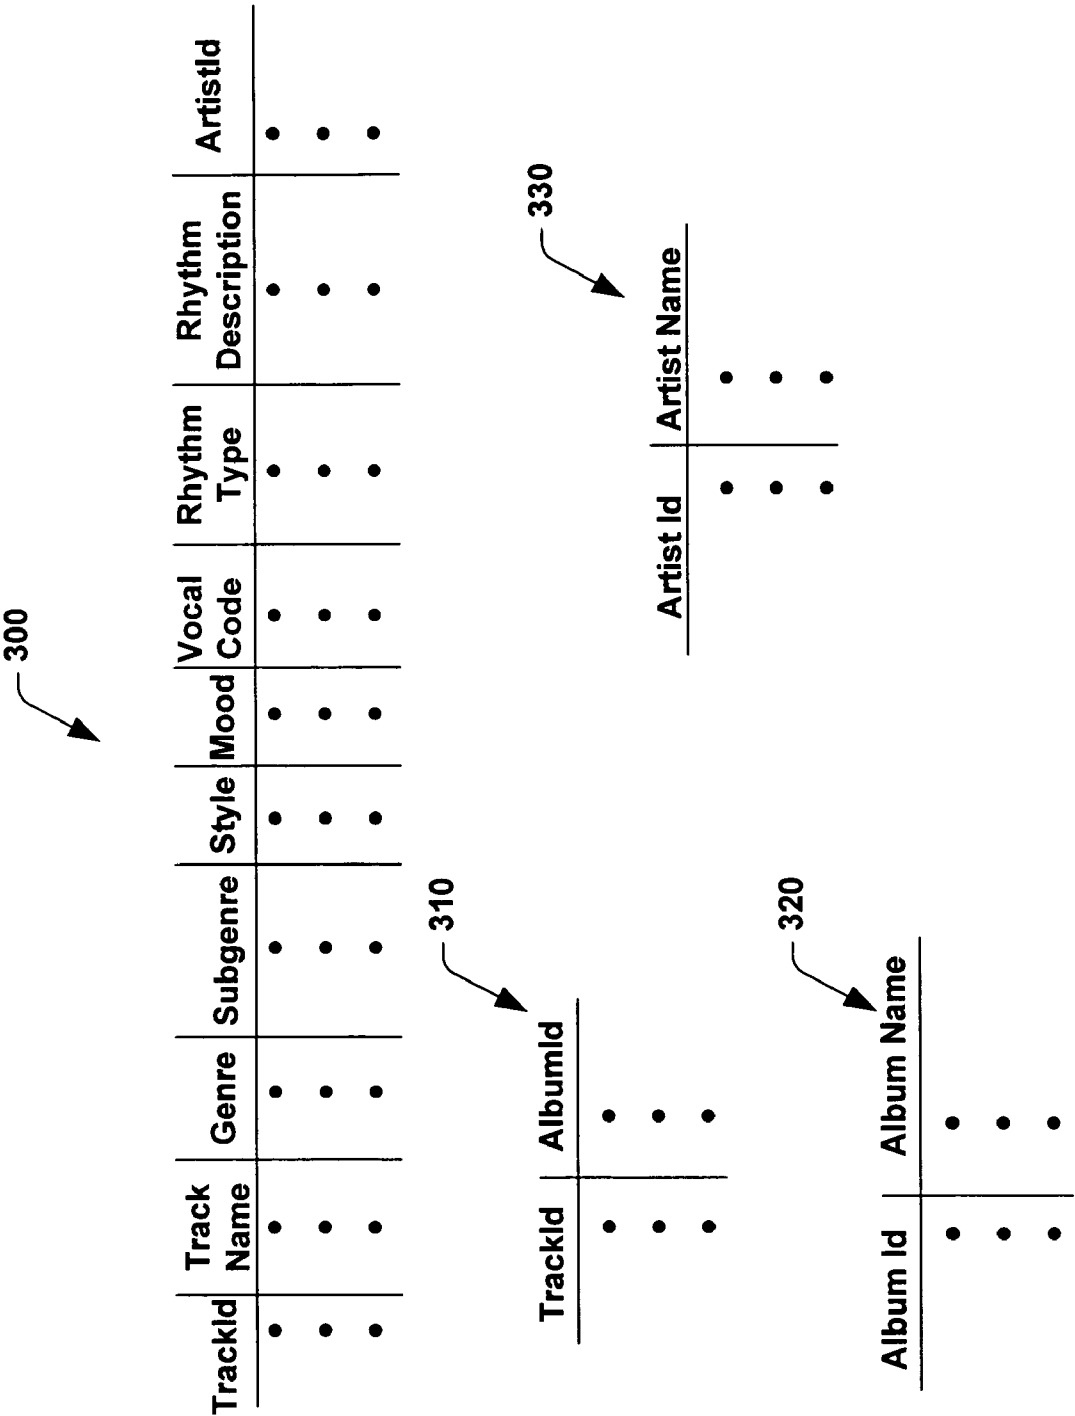 300
TrackId
Track
Name
Genre
Subgenre
Style
Mood
Vocal
Code
Rhythm
Type
Rhythm
Description
ArtistId
310
TrackId
AlbumId
330
Artist Id
Artist Name
320
Album Id
Album Name